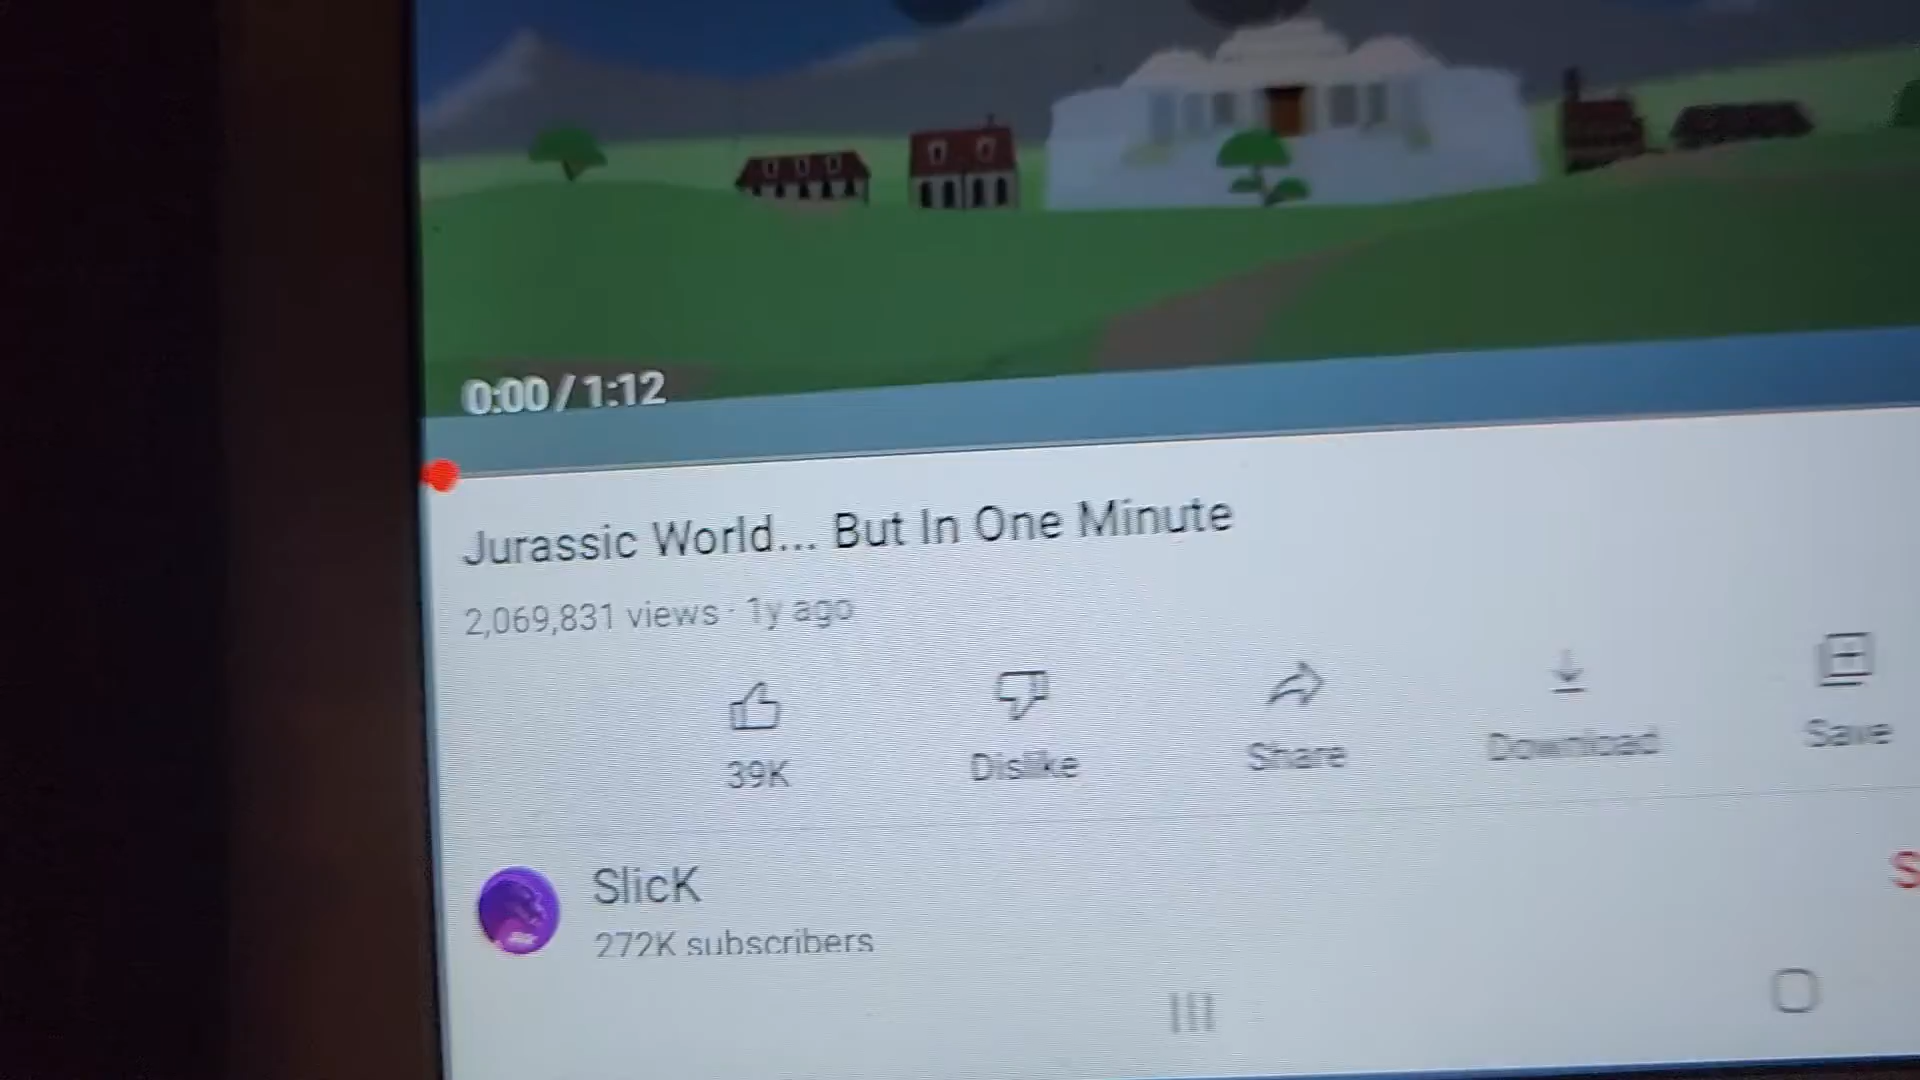 0:00 / 1:12
Jurassic World... But In One Minute
2,069,831 views · 1y ago
39K
Dislike
Share
Download
Save
SlicK
272K subscribers
S